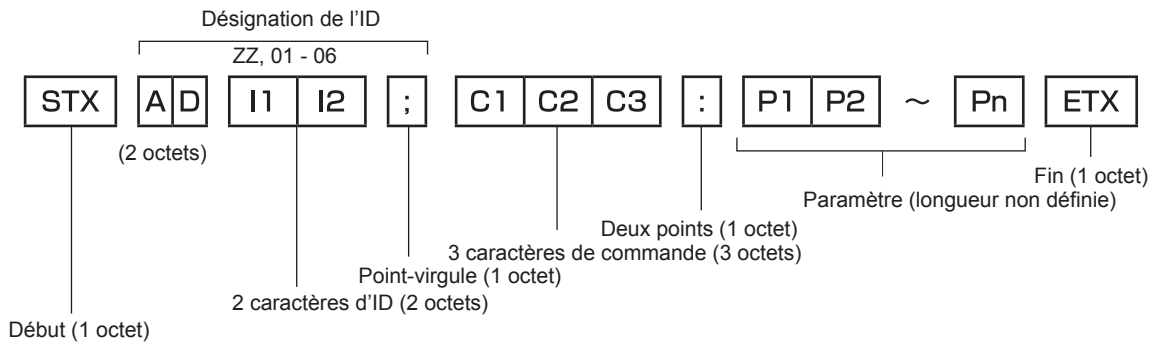 Désignation de l'ID
ZZ, 01 - 06
STX A D I1 I2 ; C1 C2 C3 : P1 P2 ～ Pn ETX
(2 octets)
Fin (1 octet)
Paramètre (longueur non définie)
Deux points (1 octet)
3 caractères de commande (3 octets)
Point-virgule (1 octet)
2 caractères d'ID (2 octets)
Début (1 octet)